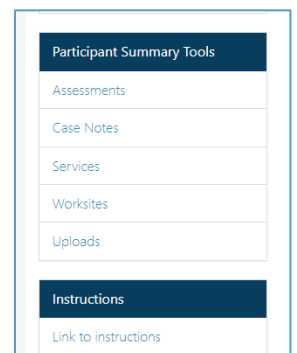 Participant Summary Tools
Assessments
Case Notes
Services
Worksites
Uploads
Instructions
Link to instructions